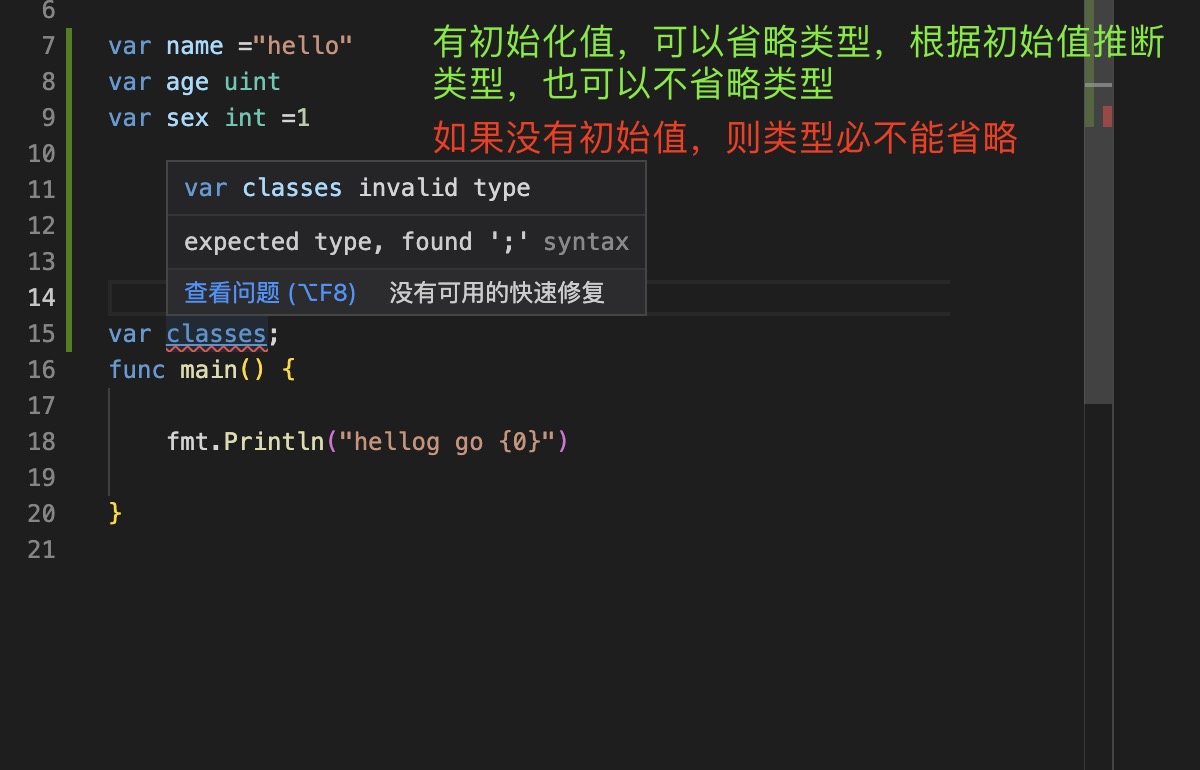 6
7 var name ="hello" 有初始化值，可以省略类型，根据初始值推断
8 var age uint 类型，也可以不省略类型
9 var sex int =1 如果没有初始值，则类型必不能省略
10
11 var classes invalid type
12 expected type, found ';' syntax
13
14 查看问题 (⌥F8) 没有可用的快速修复
15 var classes;
16 func main() {
17
18 fmt.Println("hellog go {0}")
19
20 }
21